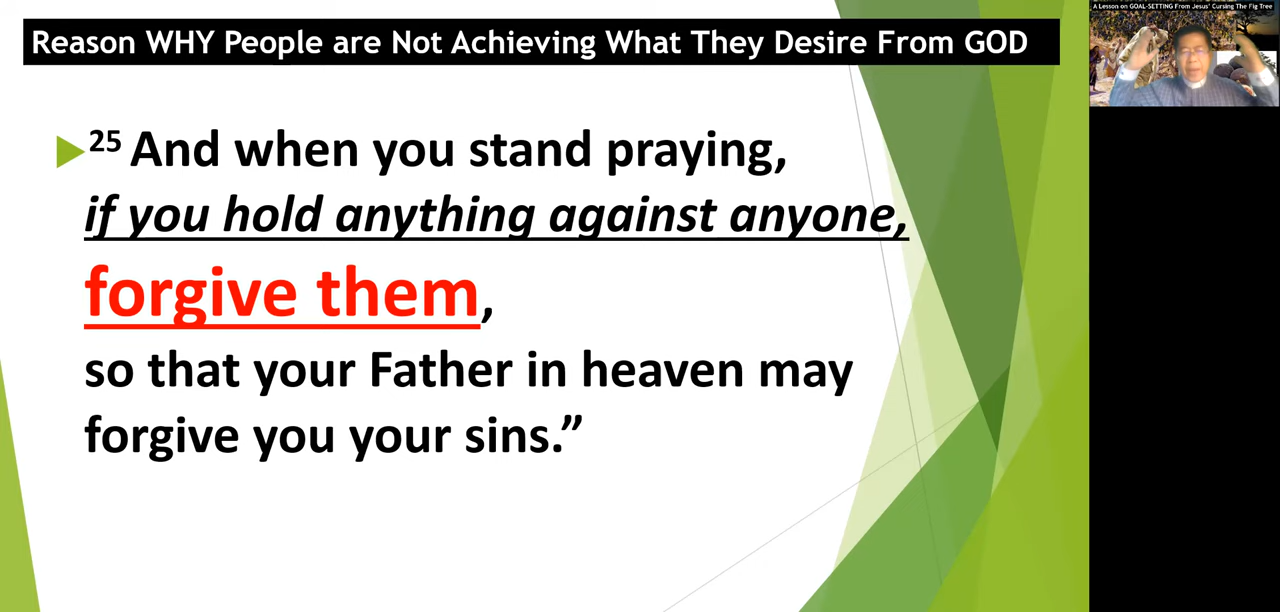 Reason WHY People are Not Achieving What They Desire From GOD
A Lesson on GOAL-SETTING From Jesus' Cursing The Fig Tree
25 And when you stand praying,
if you hold anything against anyone,
forgive them,
so that your Father in heaven may
forgive you your sins.”